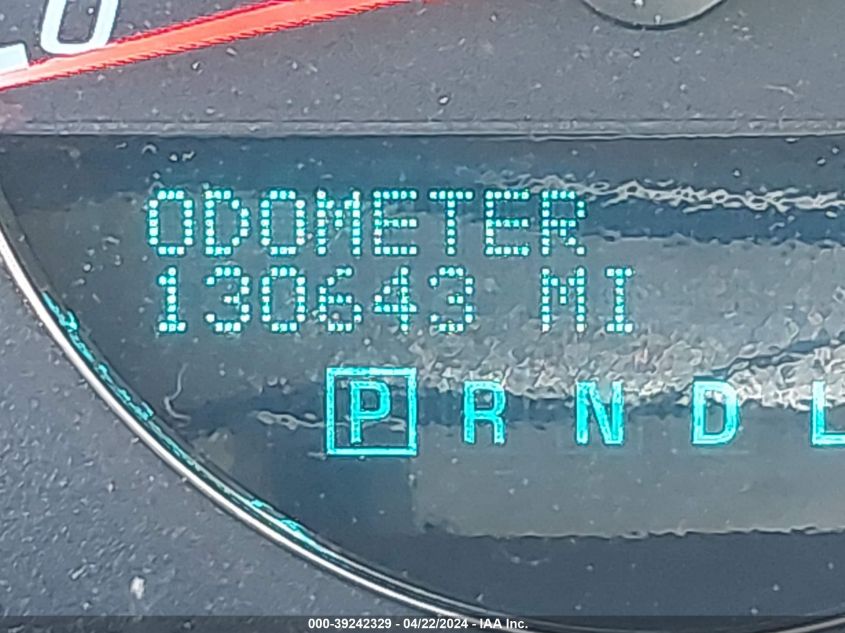 ODOMETER
130643 MI
P R N D L
000-39242329 - 04/22/2024 - IAA Inc.